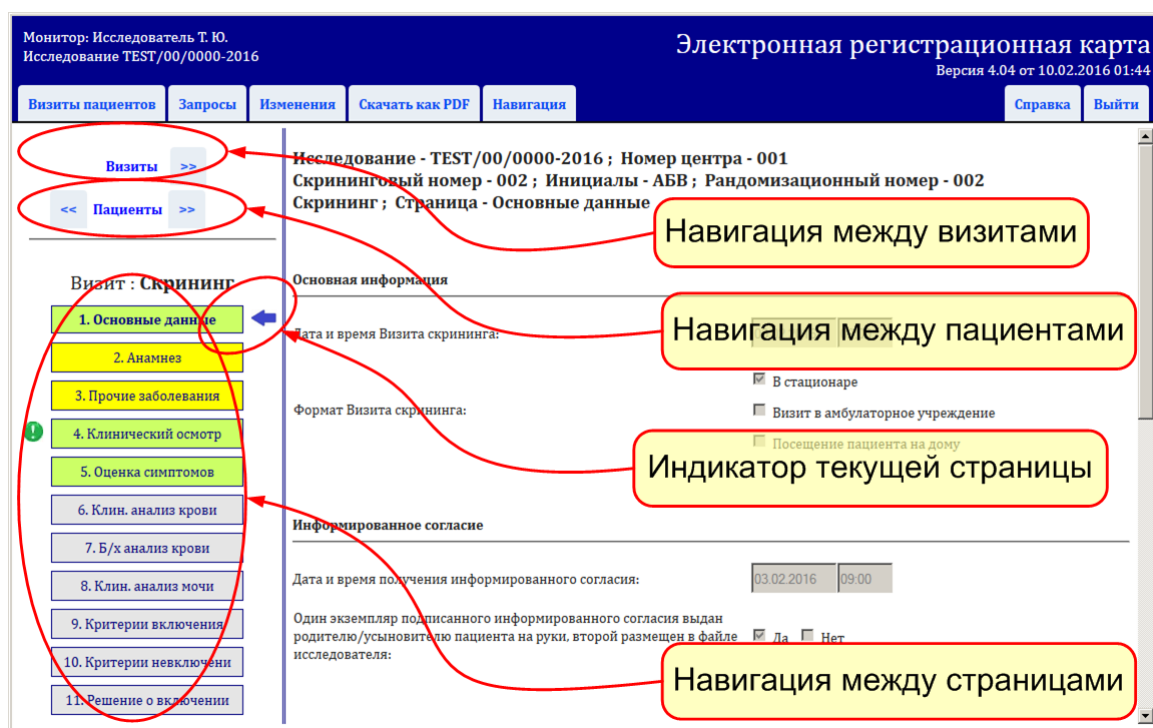 Монитор: Исследователь Т. Ю.
Исследование TEST/00/0000-2016
Электронная регистрационная карта
Версия 4.04 от 10.02.2016 01:44
Визиты пациентов
Запросы
Изменения
Скачать как PDF
Навигация
Справка
Выйти
Визиты >>
<< Пациенты >>
Визит : Скрининг
1. Основные данные
2. Анамнез
3. Прочие заболевания
4. Клинический осмотр
5. Оценка симптомов
6. Клин. анализ крови
7. Б/х анализ крови
8. Клин. анализ мочи
9. Критерии включения
10. Критерии невключени
11. Решение о включении
Исследование - TEST/00/0000-2016 ; Номер центра - 001
Скрининговый номер - 002 ; Инициалы - АБВ ; Рандомизационный номер - 002
Скрининг ; Страница - Основные данные
Навигация между визитами
Основная информация
Дата и время Визита скрининга:
Навигация между пациентами
Формат Визита скрининга:
В стационаре
Визит в амбулаторное учреждение
Посещение пациента на дому
Индикатор текущей страницы
Информированное согласие
Дата и время получения информированного согласия:
03.02.2016 09:00
Один экземпляр подписанного информированного согласия выдан
родителю/усыновителю пациента на руки, второй размещен в файле
исследователя:
Да Нет
Навигация между страницами